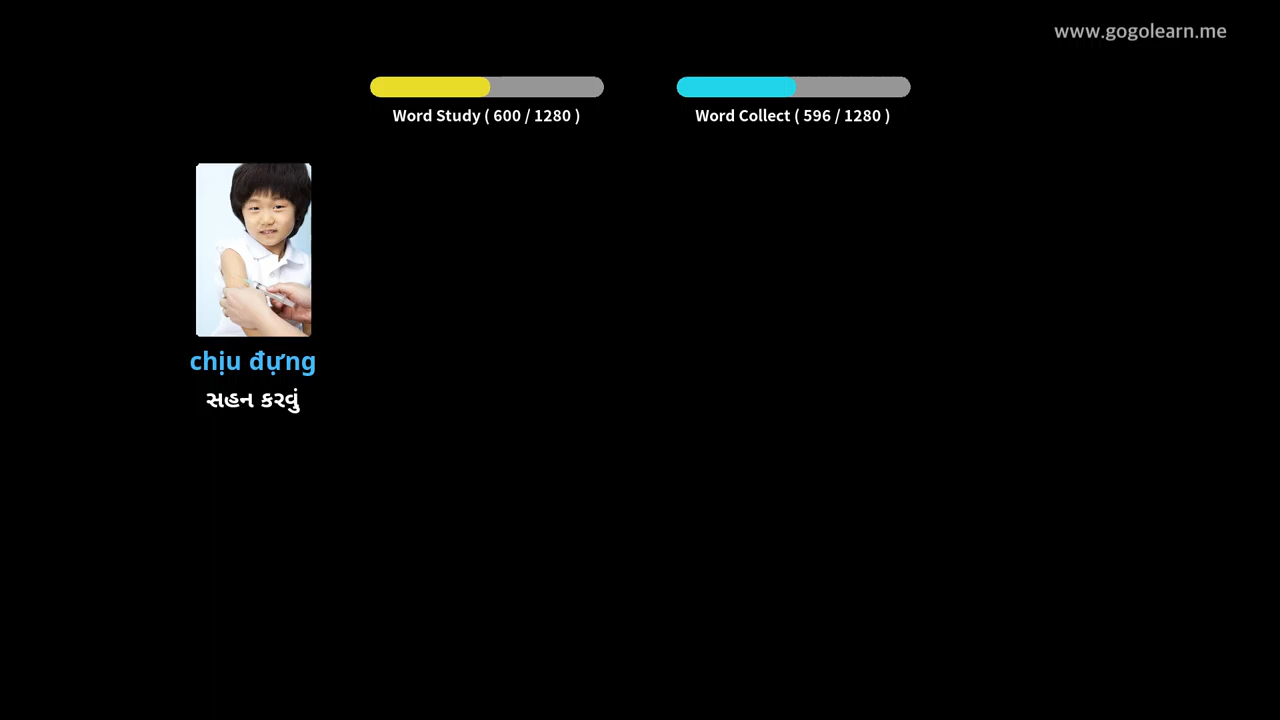 www.gogolearn.me
Word Study ( 600 / 1280 )
Word Collect ( 596 / 1280 )
chịu đựng
સહન કરવું